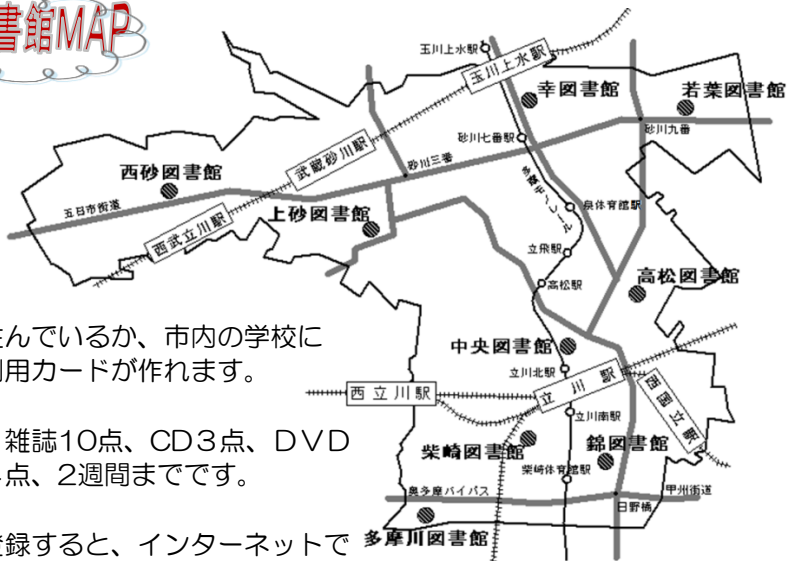 書館MAP
玉川上水駅
玉川上水駅
幸図書館
若葉図書館
砂川七番駅
砂川九番
武蔵砂川駅
砂川三番
西砂図書館
多摩モノレール
五日市街道
上砂図書館
泉体育館駅
西武立川駅
立飛駅
高松図書館
高松駅
住んでいるか、市内の学校に
利用カードが作れます。
中央図書館
立川北駅
立川駅
西立川駅
西国立駅
立川南駅
雑誌10点、CD3点、DVD
点、2週間までです。
柴崎図書館
錦図書館
柴崎体育館駅
奥多摩バイパス
甲州街道
日野橋
登録すると、インターネットで
多摩川図書館